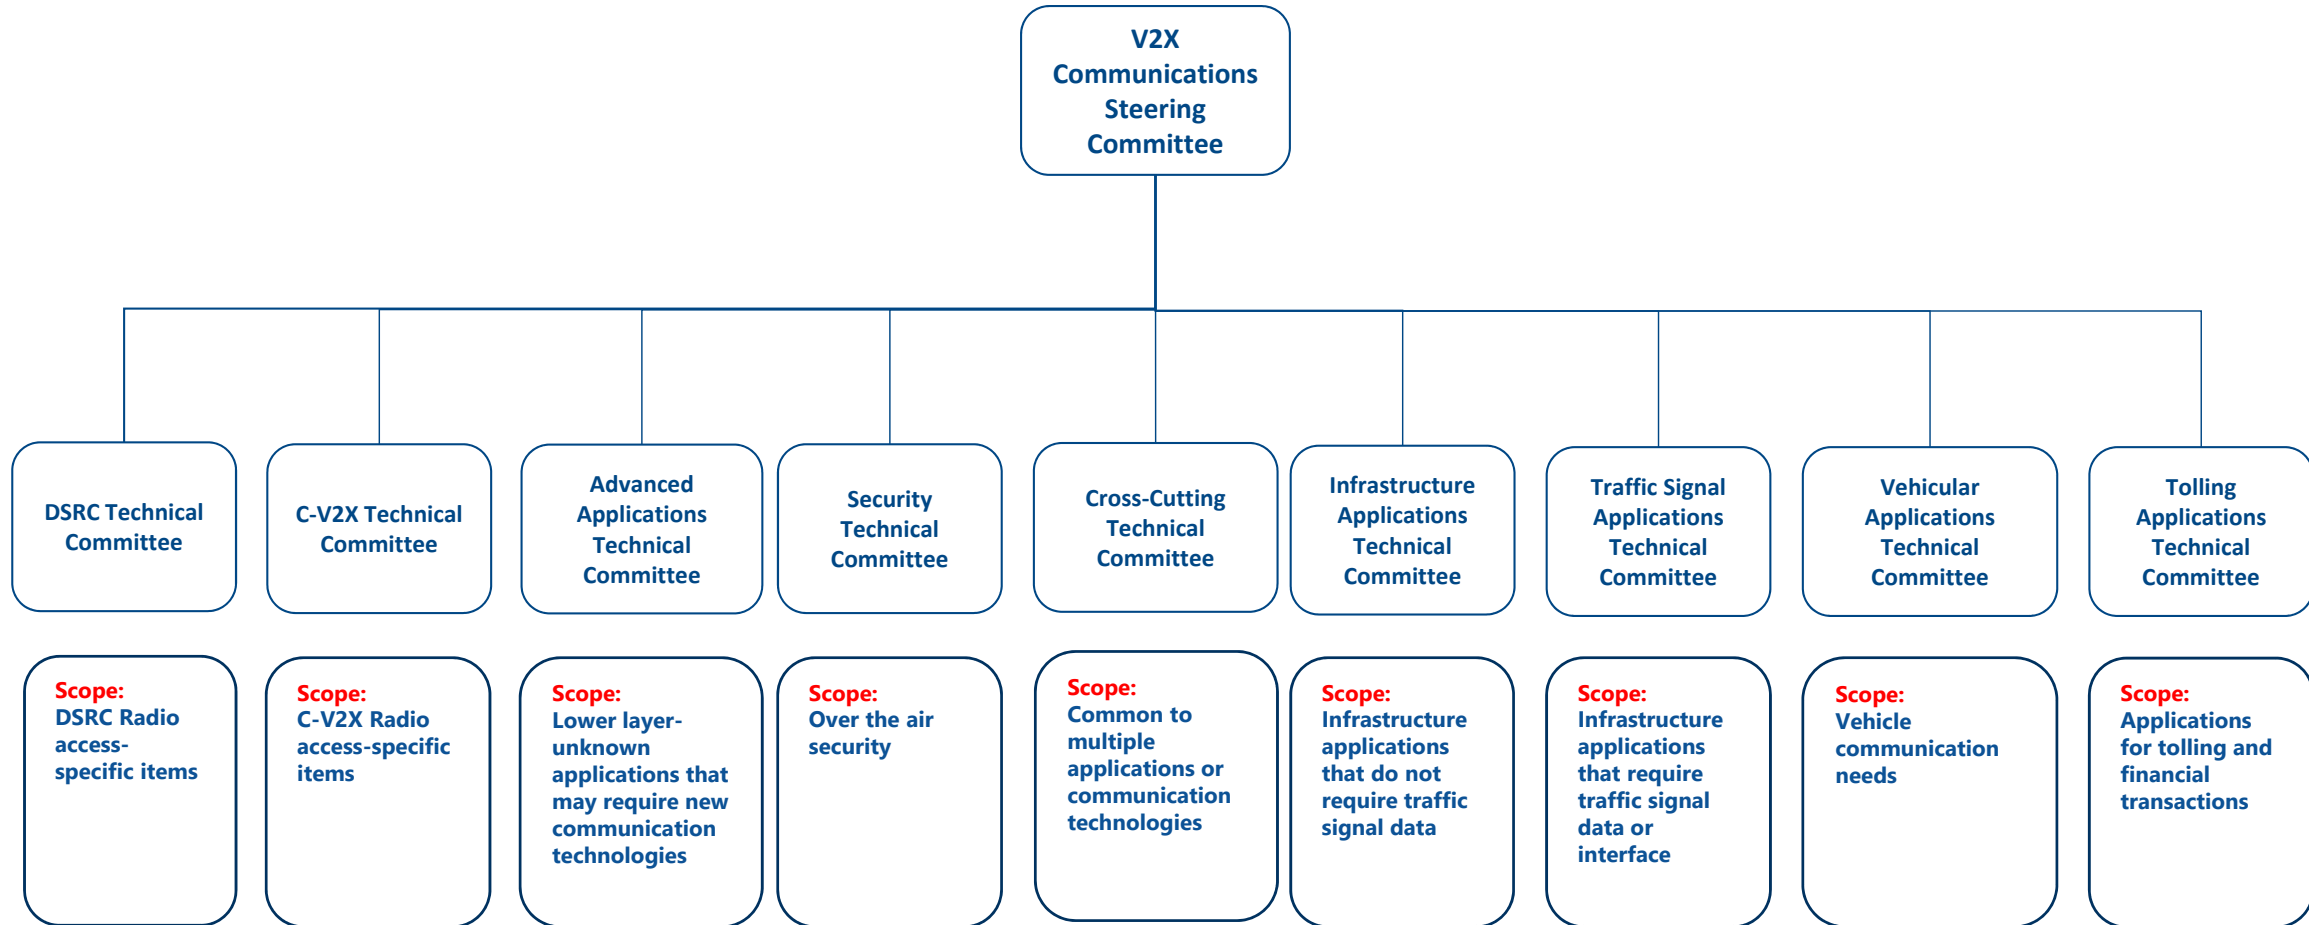 V2X
Communications
Steering
Committee
DSRC Technical
Committee
C-V2X Technical
Committee
Advanced
Applications
Technical
Committee
Security
Technical
Committee
Cross-Cutting
Technical
Committee
Infrastructure
Applications
Technical
Committee
Traffic Signal
Applications
Technical
Committee
Vehicular
Applications
Technical
Committee
Tolling
Applications
Technical
Committee
Scope:
DSRC Radio
access-
specific items
Scope:
C-V2X Radio
access-specific
items
Scope:
Lower layer-
unknown
applications that
may require new
communication
technologies
Scope:
Over the air
security
Scope:
Common to
multiple
applications or
communication
technologies
Scope:
Infrastructure
applications
that do not
require traffic
signal data
Scope:
Infrastructure
applications
that require
traffic signal
data or
interface
Scope:
Vehicle
communication
needs
Scope:
Applications
for tolling and
financial
transactions